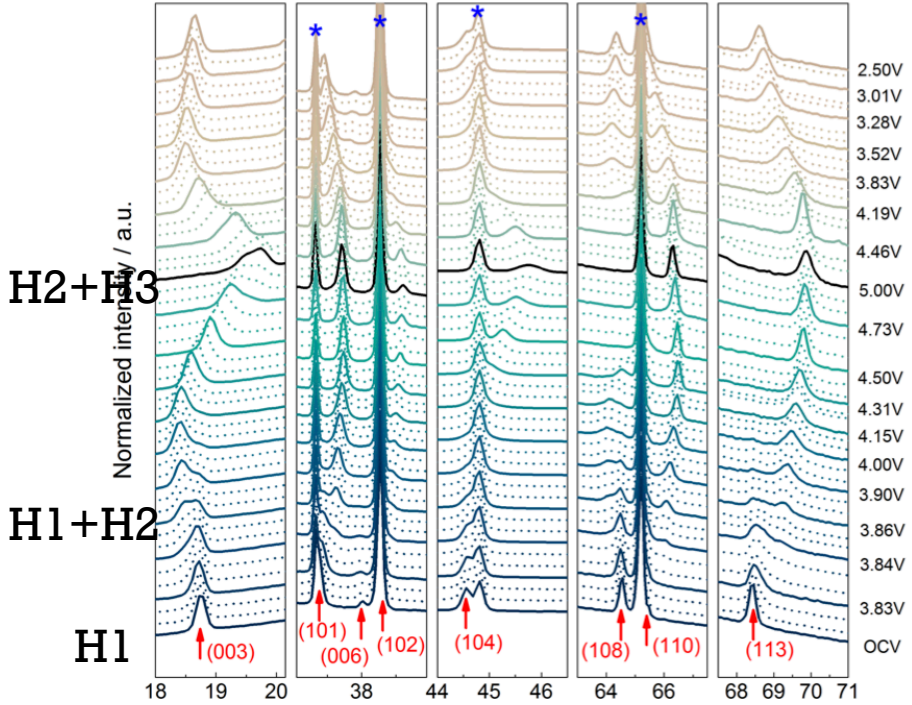 * * * *
2.50V
3.01V
3.28V
3.52V
3.83V
4.19V
4.46V
5.00V
4.73V
4.50V
4.31V
4.15V
4.00V
3.90V
3.86V
3.84V
3.83V
OCV
Normalized intensity / a.u.
H2+H3
H1+H2
H1
(003)
(101)
(006)
(102)
(104)
(108)
(110)
(113)
18 19 20 38 44 45 46 64 66 68 69 70 71